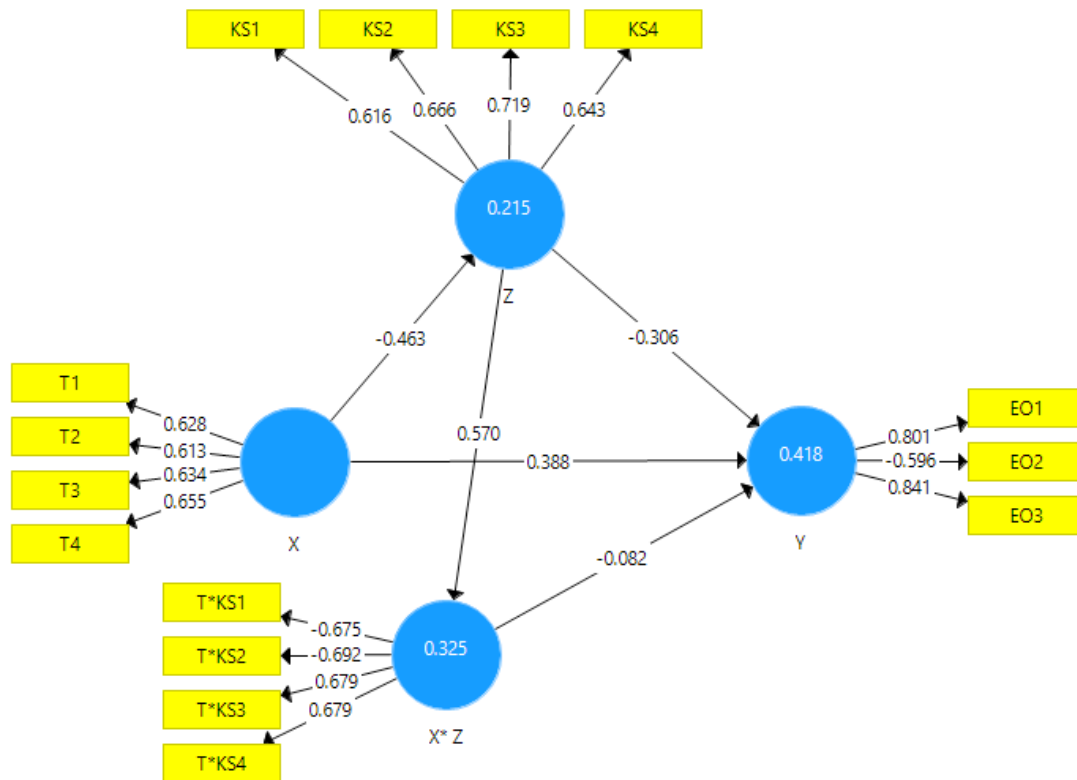 KS1 KS2 KS3 KS4
0.616 0.666 0.719 0.643
0.215
Z
-0.463 -0.306
T1
T2
T3
T4
0.628
0.613
0.634
0.655
X
0.570
0.388
0.418
Y
0.801
-0.596
0.841
EO1
EO2
EO3
-0.082
T*KS1
T*KS2
T*KS3
T*KS4
-0.675
-0.692
0.679
0.679
0.325
X* Z